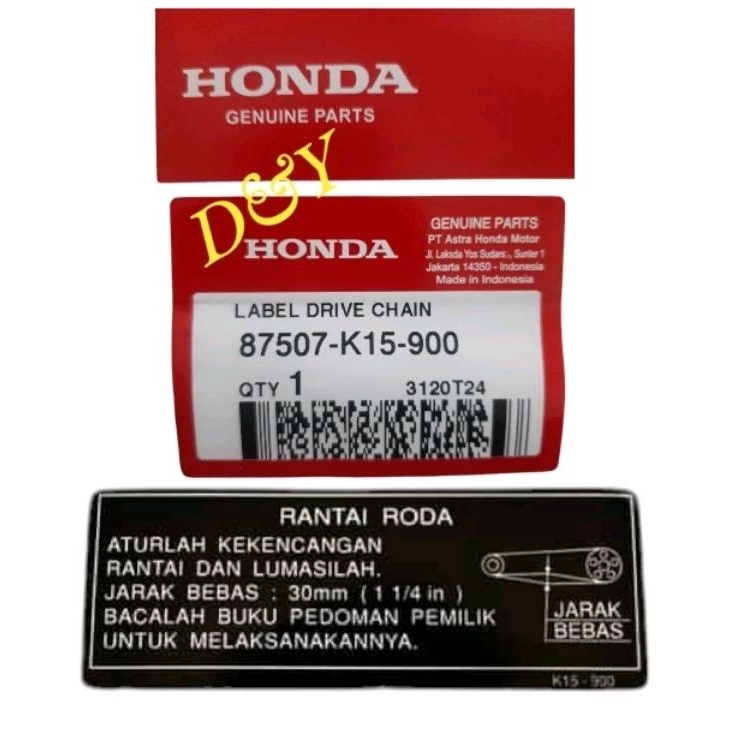 HONDA
GENUINE PARTS
D&Y
HONDA
GENUINE PARTS
PT Astra Honda Motor
Jl. Laksda Yos Sudars., Sunter 1
Jakarta 14350 - Indonesia
Made in Indonesia
LABEL DRIVE CHAIN
87507-K15-900
QTY 1 3120T24
RANTAI RODA
ATURLAH KEKENCANGAN
RANTAI DAN LUMASILAH.
JARAK BEBAS : 30mm ( 1 1/4 in )
BACALAH BUKU PEDOMAN PEMILIK
UNTUK MELAKSANAKANNYA.
JARAK
BEBAS
K15 - 900